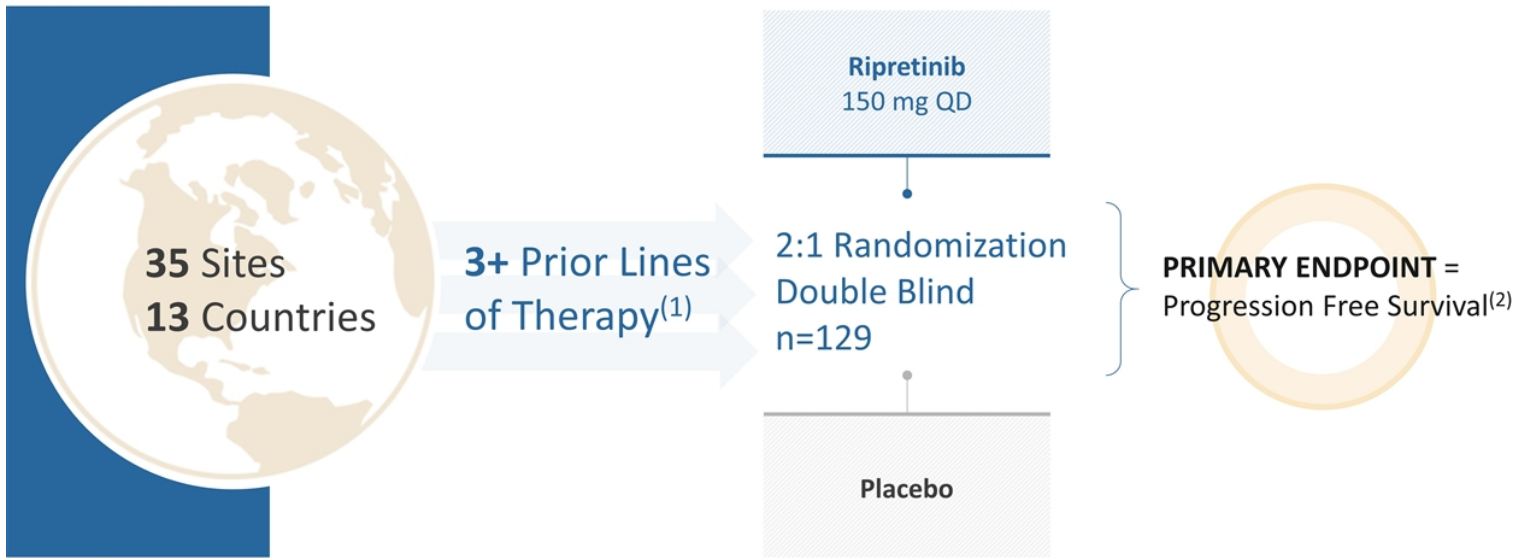 35 Sites
13 Countries
3+ Prior Lines
of Therapy(1)
Ripretinib
150 mg QD
2:1 Randomization
Double Blind
n=129
Placebo
PRIMARY ENDPOINT =
Progression Free Survival(2)